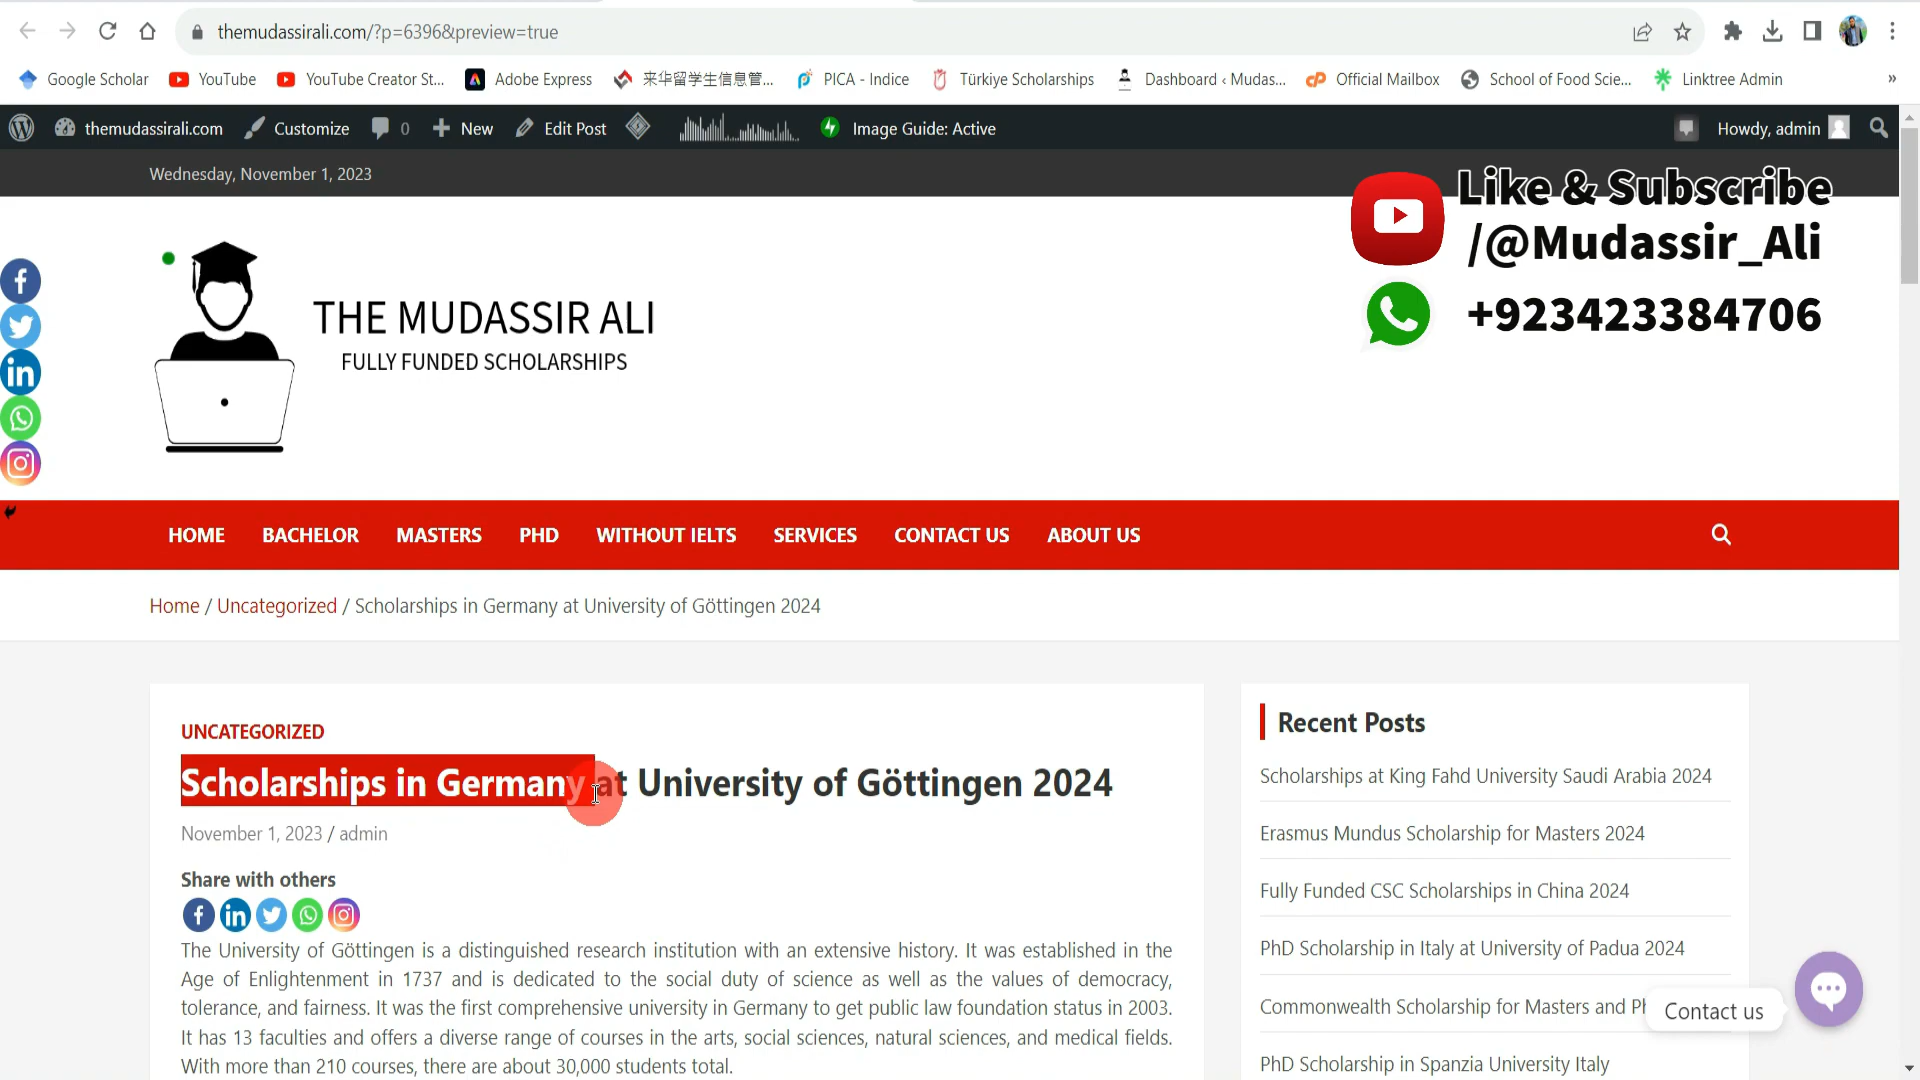 themudassirali.com/?p=6396&preview=true
Google Scholar
YouTube
YouTube Creator St...
Adobe Express
来华留学生信息管...
PICA - Indice
Türkiye Scholarships
Dashboard ‹ Mudas...
Official Mailbox
School of Food Scie...
Linktree Admin
»
themudassirali.com
Customize
0
New
Edit Post
Image Guide: Active
Howdy, admin
Wednesday, November 1, 2023
Like & Subscribe
/@Mudassir_Ali
+923423384706
THE MUDASSIR ALI
FULLY FUNDED SCHOLARSHIPS
HOME
BACHELOR
MASTERS
PHD
WITHOUT IELTS
SERVICES
CONTACT US
ABOUT US
Home / Uncategorized / Scholarships in Germany at University of Göttingen 2024
UNCATEGORIZED
Scholarships in Germany at University of Göttingen 2024
November 1, 2023 / admin
Share with others
The University of Göttingen is a distinguished research institution with an extensive history. It was established in the
Age of Enlightenment in 1737 and is dedicated to the social duty of science as well as the values of democracy,
tolerance, and fairness. It was the first comprehensive university in Germany to get public law foundation status in 2003.
It has 13 faculties and offers a diverse range of courses in the arts, social sciences, natural sciences, and medical fields.
With more than 210 courses, there are about 30,000 students total.
Recent Posts
Scholarships at King Fahd University Saudi Arabia 2024
Erasmus Mundus Scholarship for Masters 2024
Fully Funded CSC Scholarships in China 2024
PhD Scholarship in Italy at University of Padua 2024
Commonwealth Scholarship for Masters and
PhD Scholarship in Spanzia University Italy
Contact us